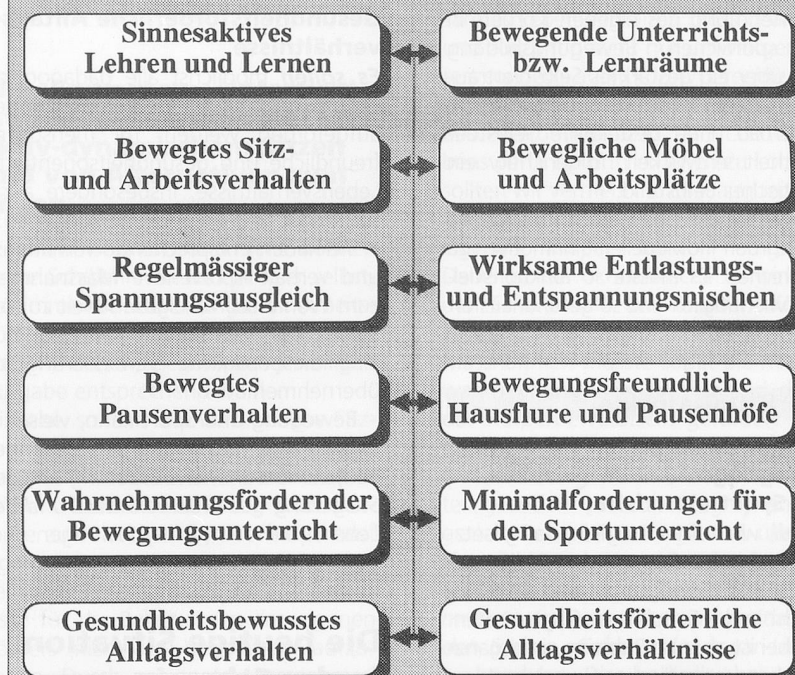 Sinnesaktives
Lehren und Lernen
Bewegende Unterrichts-
bzw. Lernräume
Bewegtes Sitz-
und Arbeitsverhalten
Bewegliche Möbel
und Arbeitsplätze
Regelmässiger
Spannungsausgleich
Wirksame Entlastungs-
und Entspannungsnischen
Bewegtes
Pausenverhalten
Bewegungsfreundliche
Hausflure und Pausenhöfe
Wahrnehmungsfördernder
Bewegungsunterricht
Minimalforderungen für
den Sportunterricht
Gesundheitsbewusstes
Alltagsverhalten
Gesundheitsförderliche
Alltagsverhältnisse